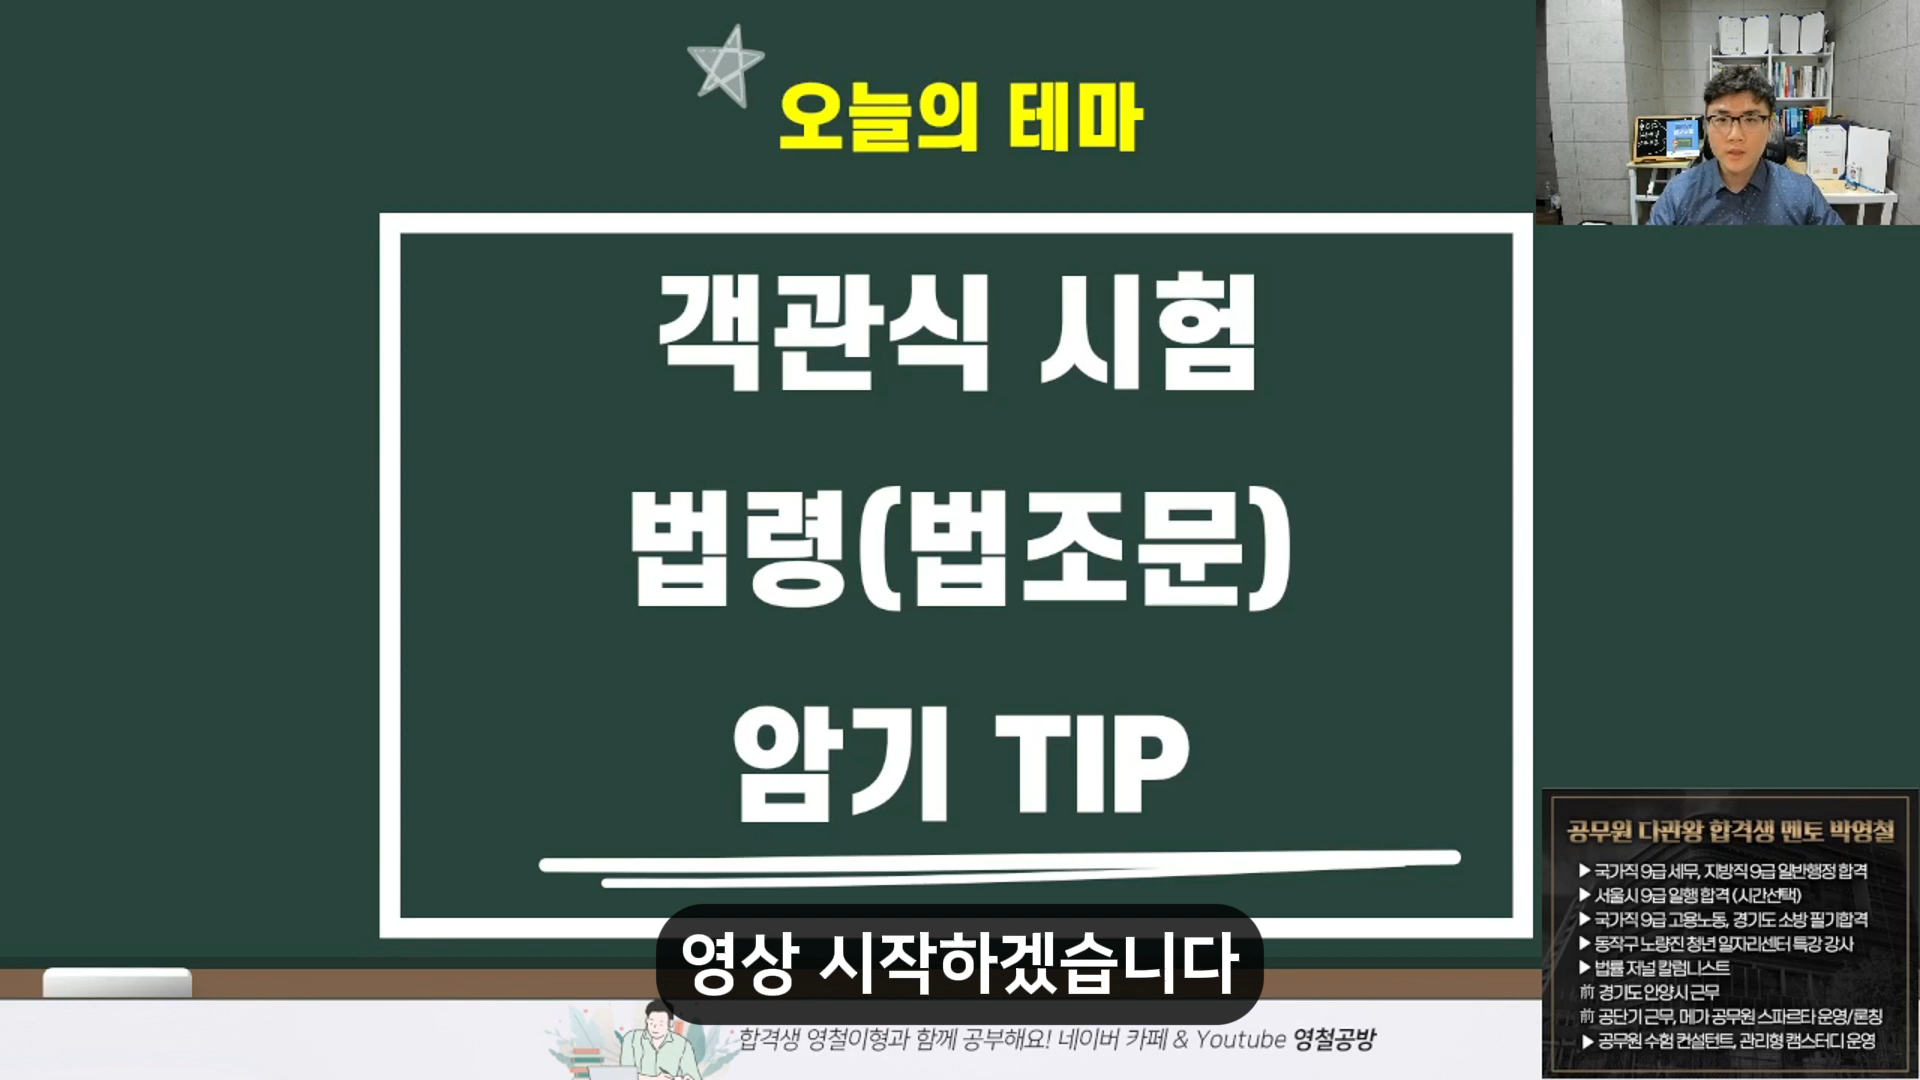 오늘의 테마
객관식 시험
법령(법조문)
암기 TIP
영상 시작하겠습니다
합격생 영철이형과 함께 공부해요! 네이버 카페 & Youtube 영철공방
공무원 다관왕 합격생 멘토 박영철
▶ 국가직 9급 세무, 지방직 9급 일반행정 합격
▶ 서울시 9급 일행 합격 (시간선택)
▶ 국가직 9급 고용노동, 경기도 소방 필기합격
▶ 동작구 노량진 청년 일자리센터 특강 강사
▶ 법률 저널 칼럼니스트
前 경기도 안양시 근무
前 공단기 근무, 메가 공무원 스파르타 운영/론칭
▶ 공무원 수험 컨설턴트, 관리형 캠스터디 운영